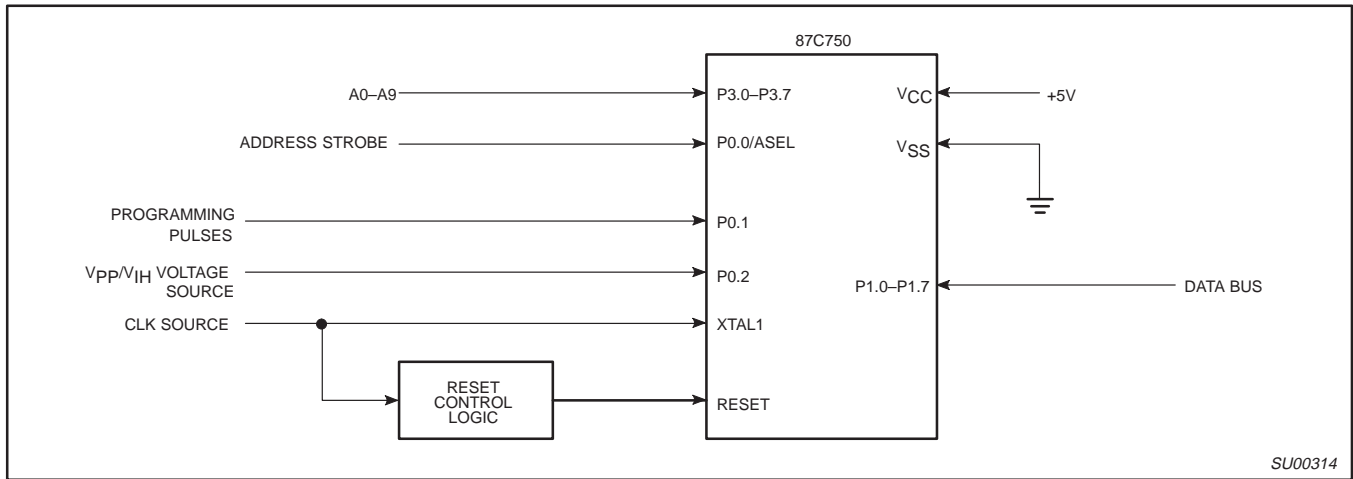 87C750
A0–A9
P3.0–P3.7
VCC
+5V
ADDRESS STROBE
P0.0/ASEL
VSS
PROGRAMMING
PULSES
P0.1
VPP/VIH VOLTAGE
SOURCE
P0.2
P1.0–P1.7
DATA BUS
CLK SOURCE
XTAL1
RESET
CONTROL
LOGIC
RESET
SU00314